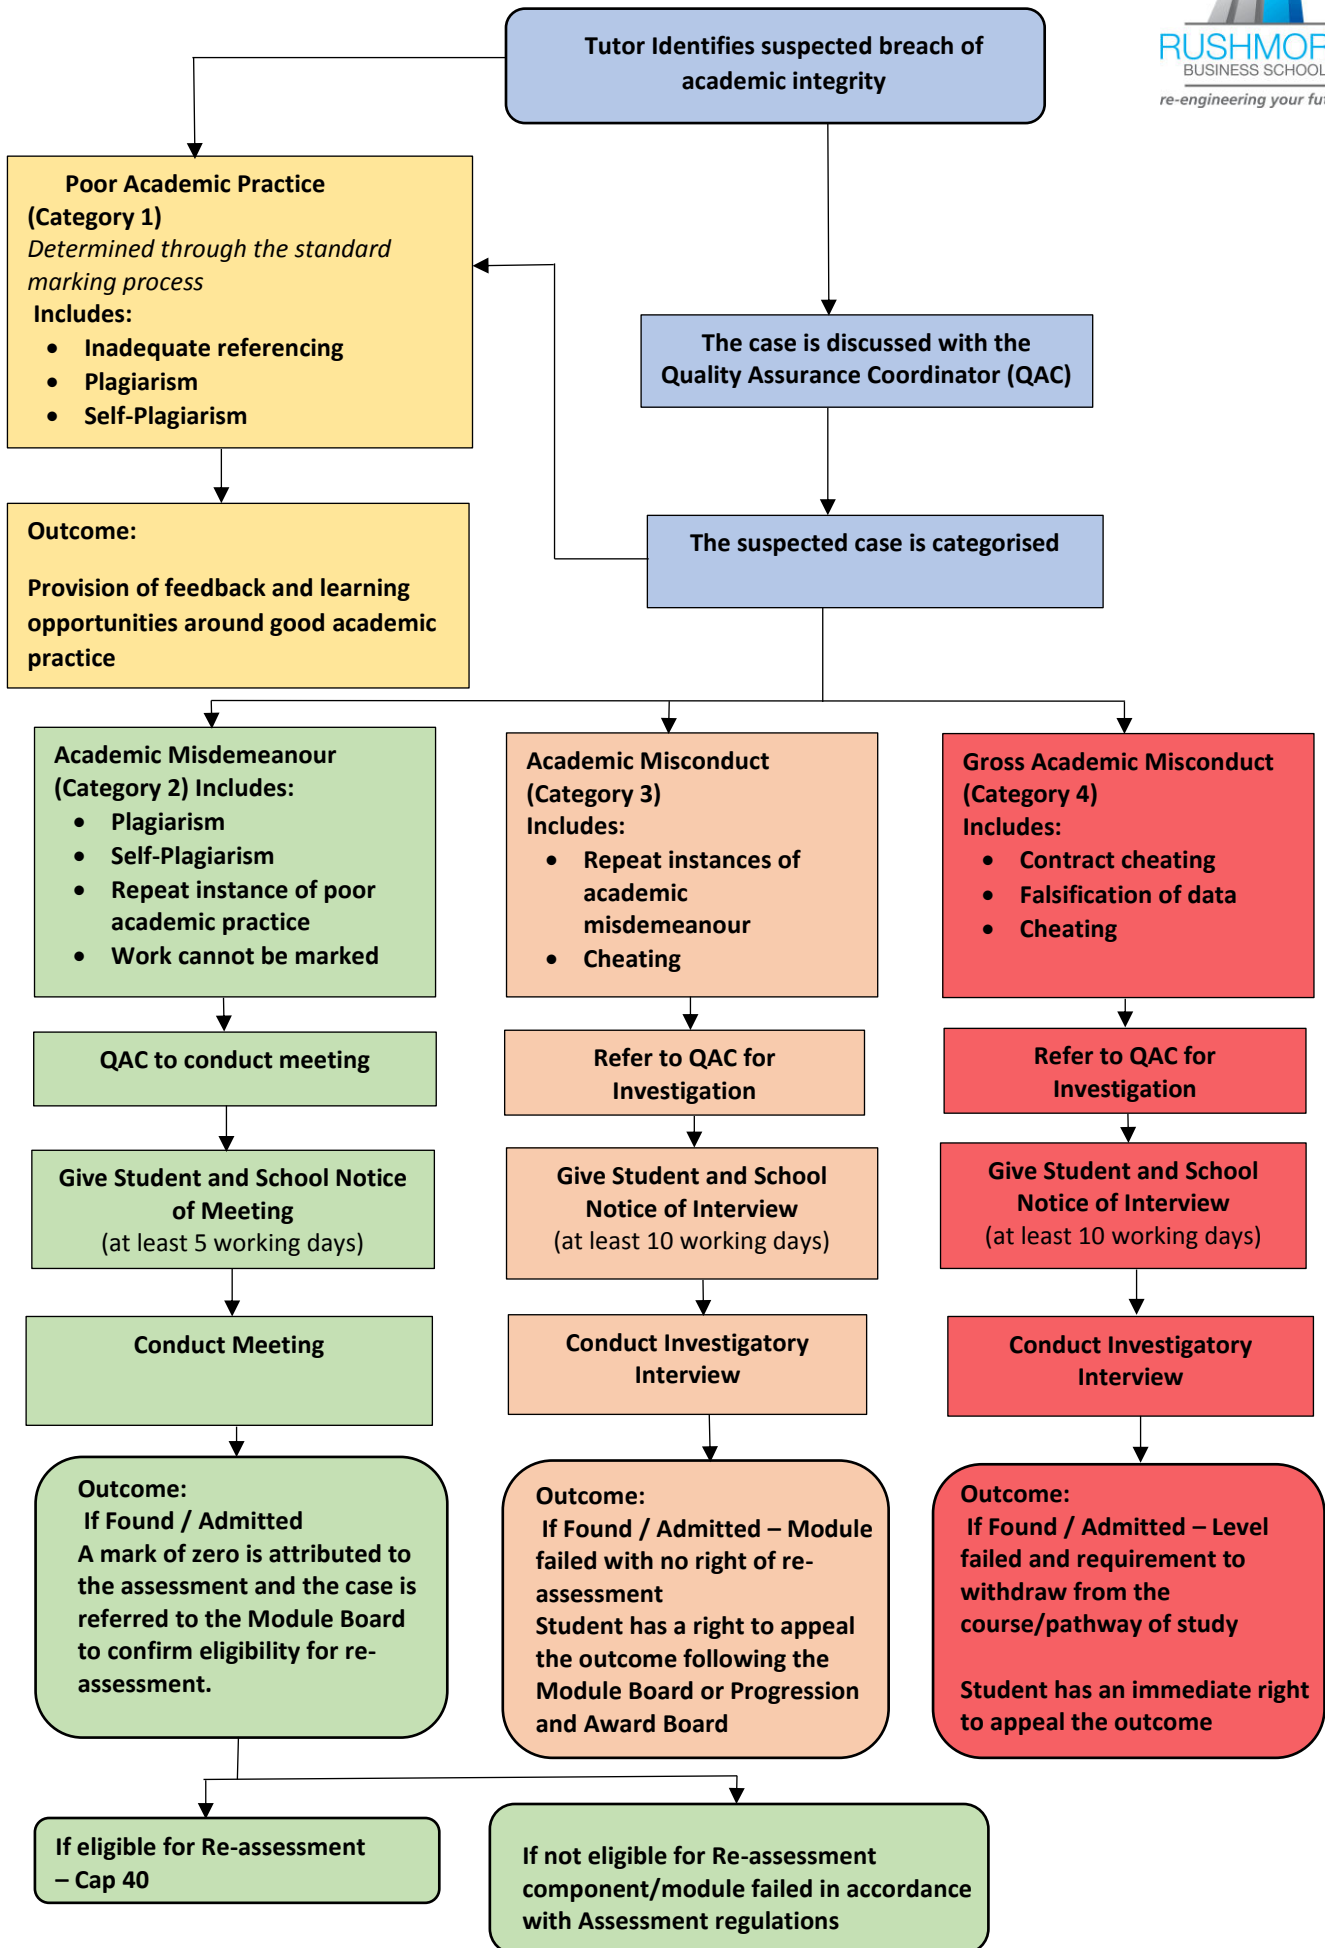 RUSHMOR
BUSINESS SCHOOL
re-engineering your fut
Tutor Identifies suspected breach of
academic integrity
Poor Academic Practice
(Category 1)
Determined through the standard
marking process
Includes:
• Inadequate referencing
• Plagiarism
• Self-Plagiarism
The case is discussed with the
Quality Assurance Coordinator (QAC)
Outcome:
Provision of feedback and learning
opportunities around good academic
practice
The suspected case is categorised
Academic Misdemeanour
(Category 2) Includes:
• Plagiarism
• Self-Plagiarism
• Repeat instance of poor
academic practice
• Work cannot be marked
QAC to conduct meeting
Give Student and School Notice
of Meeting
(at least 5 working days)
Conduct Meeting
Outcome:
If Found / Admitted
A mark of zero is attributed to
the assessment and the case is
referred to the Module Board
to confirm eligibility for re-
assessment.
If eligible for Re-assessment
– Cap 40
If not eligible for Re-assessment
component/module failed in accordance
with Assessment regulations
Academic Misconduct
(Category 3)
Includes:
• Repeat instances of
academic
misdemeanour
• Cheating
Refer to QAC for
Investigation
Give Student and School
Notice of Interview
(at least 10 working days)
Conduct Investigatory
Interview
Outcome:
If Found / Admitted – Module
failed with no right of re-
assessment
Student has a right to appeal
the outcome following the
Module Board or Progression
and Award Board
Gross Academic Misconduct
(Category 4)
Includes:
• Contract cheating
• Falsification of data
• Cheating
Refer to QAC for
Investigation
Give Student and School
Notice of Interview
(at least 10 working days)
Conduct Investigatory
Interview
Outcome:
If Found / Admitted – Level
failed and requirement to
withdraw from the
course/pathway of study
Student has an immediate right
to appeal the outcome